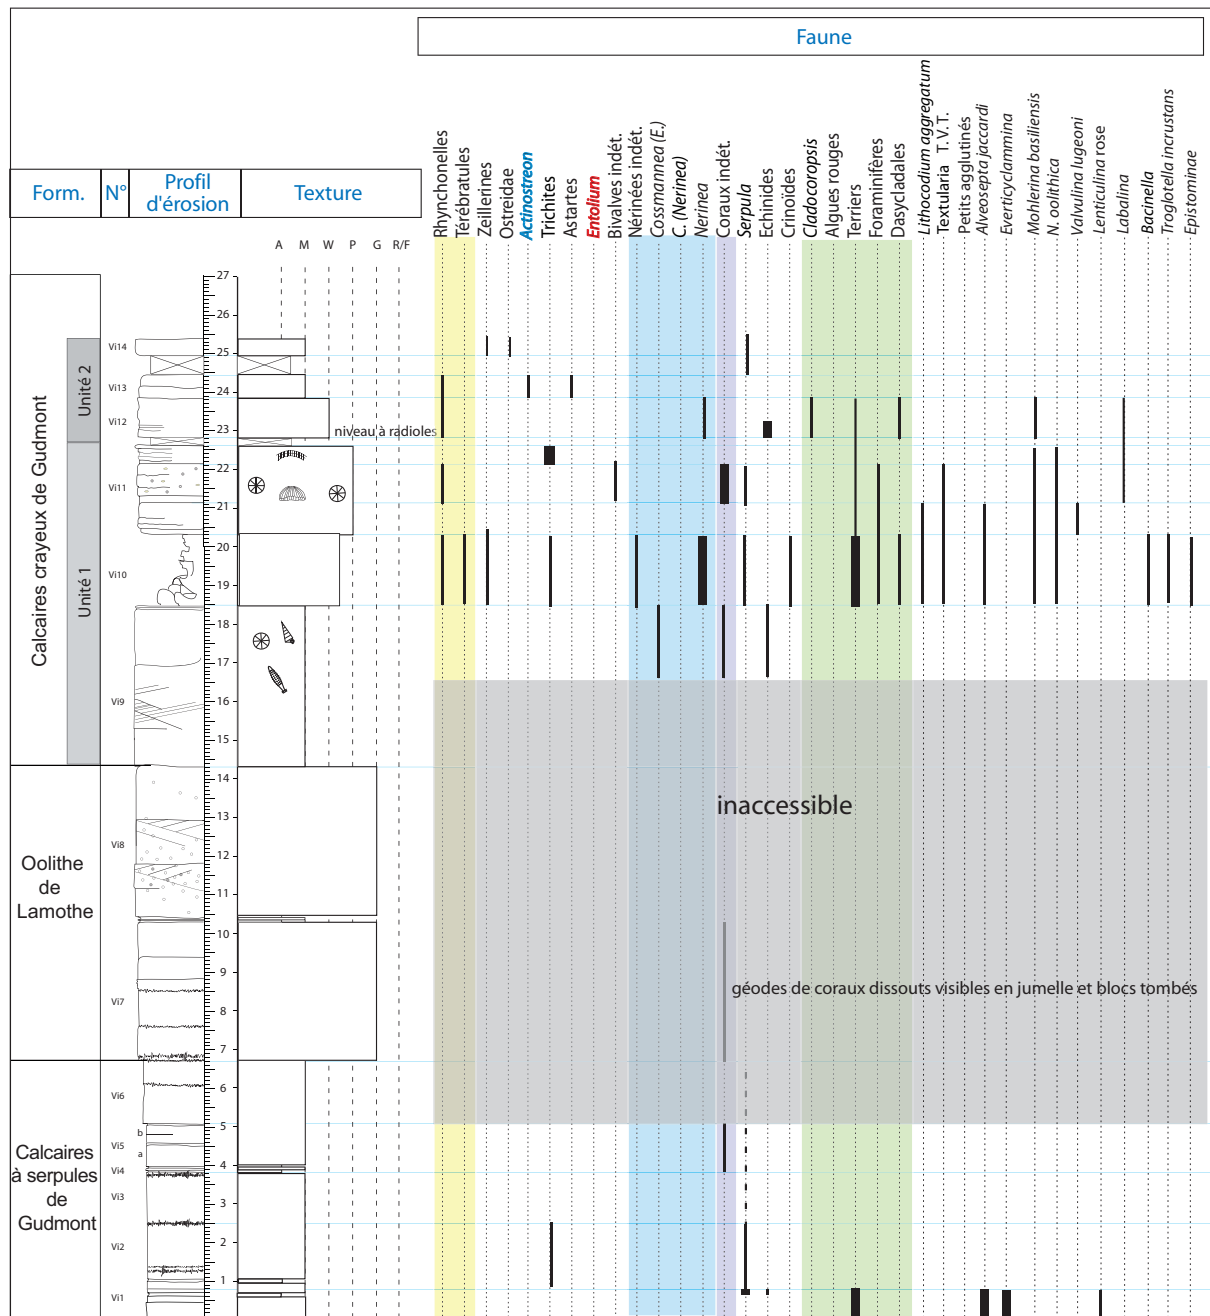 Faune
Form.
N°
Profil
d'érosion
Texture
Rhynchonelles
Térébratules
Zeillerines
Ostreidae
Actinostreon
Trichites
Astartes
Entolium
Bivalves indét.
Nérinées indét.
Cossmannea (E.)
C. (Nerinea)
Nerinea
Coraux indét.
Serpula
Echinides
Crinoïdes
Cladocoropsis
Algues rouges
Terriers
Foraminifères
Dasycladales
Lithocodium aggregatum
Textularia T. V. T.
Petits agglutinés
Alveosepta jaccardi
Everticyclammina
Mohlerina basiliensis
N. oolithica
Valvulina lugeoni
Lenticulina rose
Labalina
Bacinella
Troglotella incrustans
Epistominae
A M W P G R/F
27
26
Vi14
25
Vi13
24
Vi12
23
niveau à radioles
22
Vi11
21
20
Vi10
19
18
17
Vi9
16
15
Calcaires crayeux de Gudmont
Unité 2
Unité 1
14
13
Vi8
12
11
10
Vi7
9
8
7
Oolithe
de
Lamothe
inaccessible
géodes de coraux dissouts visibles en jumelle et blocs tombés
6
Vi6
5
b
Vi5
a
4
Vi4
Vi3
3
2
Vi2
1
Vi1
Calcaires
à serpules
de
Gudmont